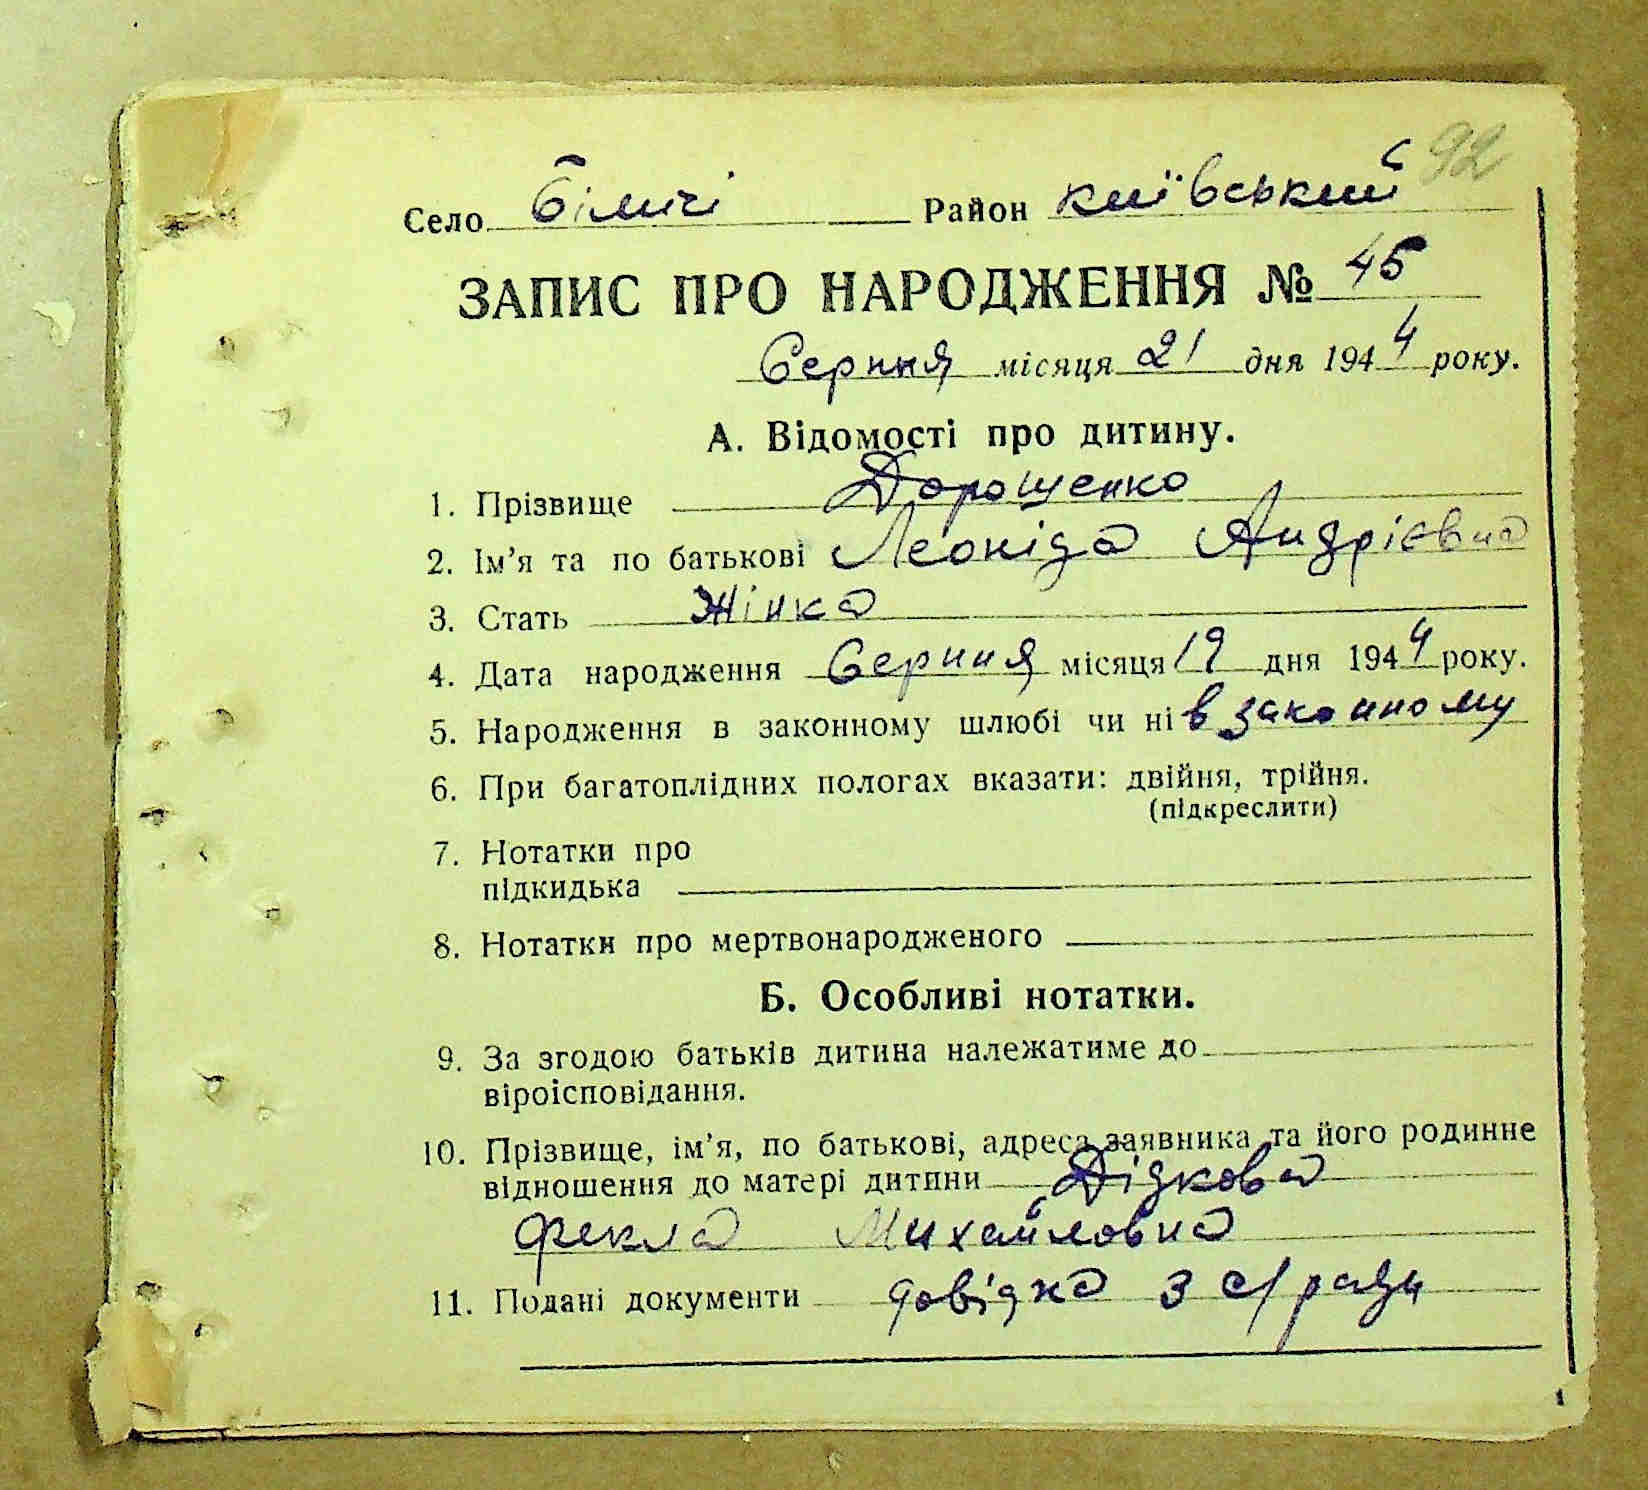 92
Село Біличі Район київський
ЗАПИС ПРО НАРОДЖЕННЯ № 45
Серпня місяця 21 дня 1944 року.
А. Відомості про дитину.
1. Прізвище Дорошенко
2. Ім'я та по батькові Леоніда Андрієвна
3. Стать Жінка
4. Дата народження Серпня місяця 19 дня 1944 року.
5. Народження в законному шлюбі чи ні в законному
6. При багатоплідних пологах вказати: двійня, трійня.
(підкреслити)
7. Нотатки про
підкидька
8. Нотатки про мертвонародженого
Б. Особливі нотатки.
9. За згодою батьків дитина належатиме до
віроісповідання.
10. Прізвище, ім'я, по батькові, адреса заявника та його родинне
відношення до матері дитини Дідкова
Фекла Михайловна
11. Подані документи довідка з с/ради